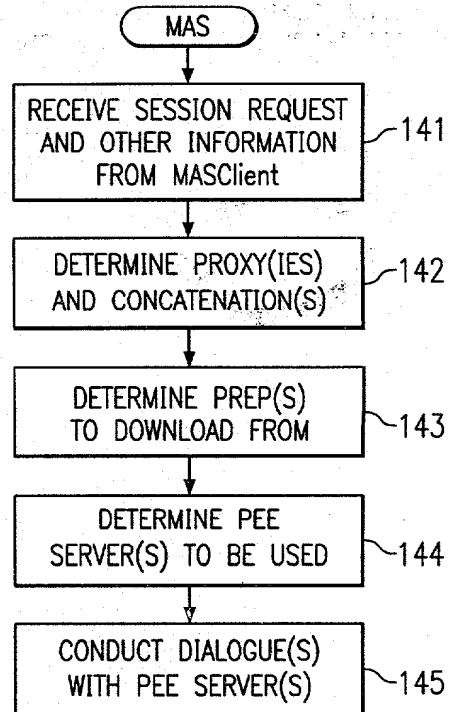 MAS
RECEIVE SESSION REQUEST
AND OTHER INFORMATION
FROM MASClient
141
DETERMINE PROXY(IES)
AND CONCATENATION(S)
142
DETERMINE PREP(S)
TO DOWNLOAD FROM
143
DETERMINE PEE
SERVER(S) TO BE USED
144
CONDUCT DIALOGUE(S)
WITH PEE SERVER(S)
145